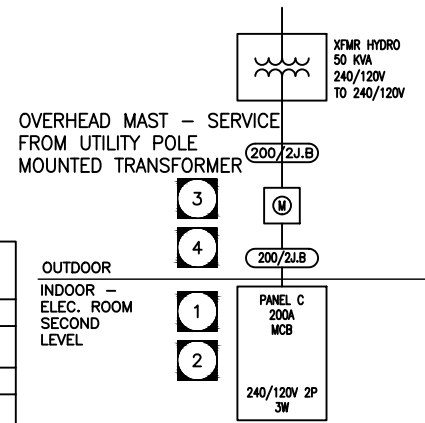 XFMR HYDRO
50 KVA
240/120V
TO 240/120V
OVERHEAD MAST - SERVICE
FROM UTILITY POLE
MOUNTED TRANSFORMER
200/2J.B
3
M
4
200/2J.B
OUTDOOR
INDOOR -
ELEC. ROOM
SECOND
LEVEL
1
2
PANEL C
200A
MCB
240/120V 2P
3W